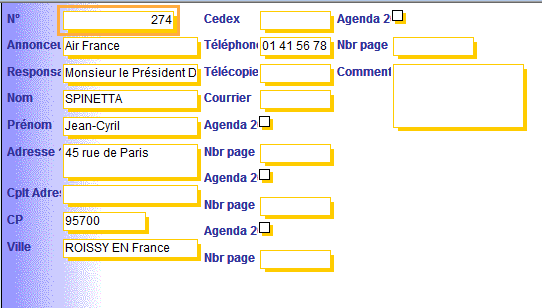 N° 274
Annonceu Air France
Responsa Monsieur le Président D
Nom SPINETTA
Prénom Jean-Cyril
Adresse 45 rue de Paris
Cplt Adres
CP 95700
Ville ROISSY EN France
Cedex
Téléphon 01 41 56 78
Télécopie
Courrier
Agenda 2
Nbr page
Agenda 2
Nbr page
Agenda 2
Nbr page
Agenda 2
Nbr page
Comment